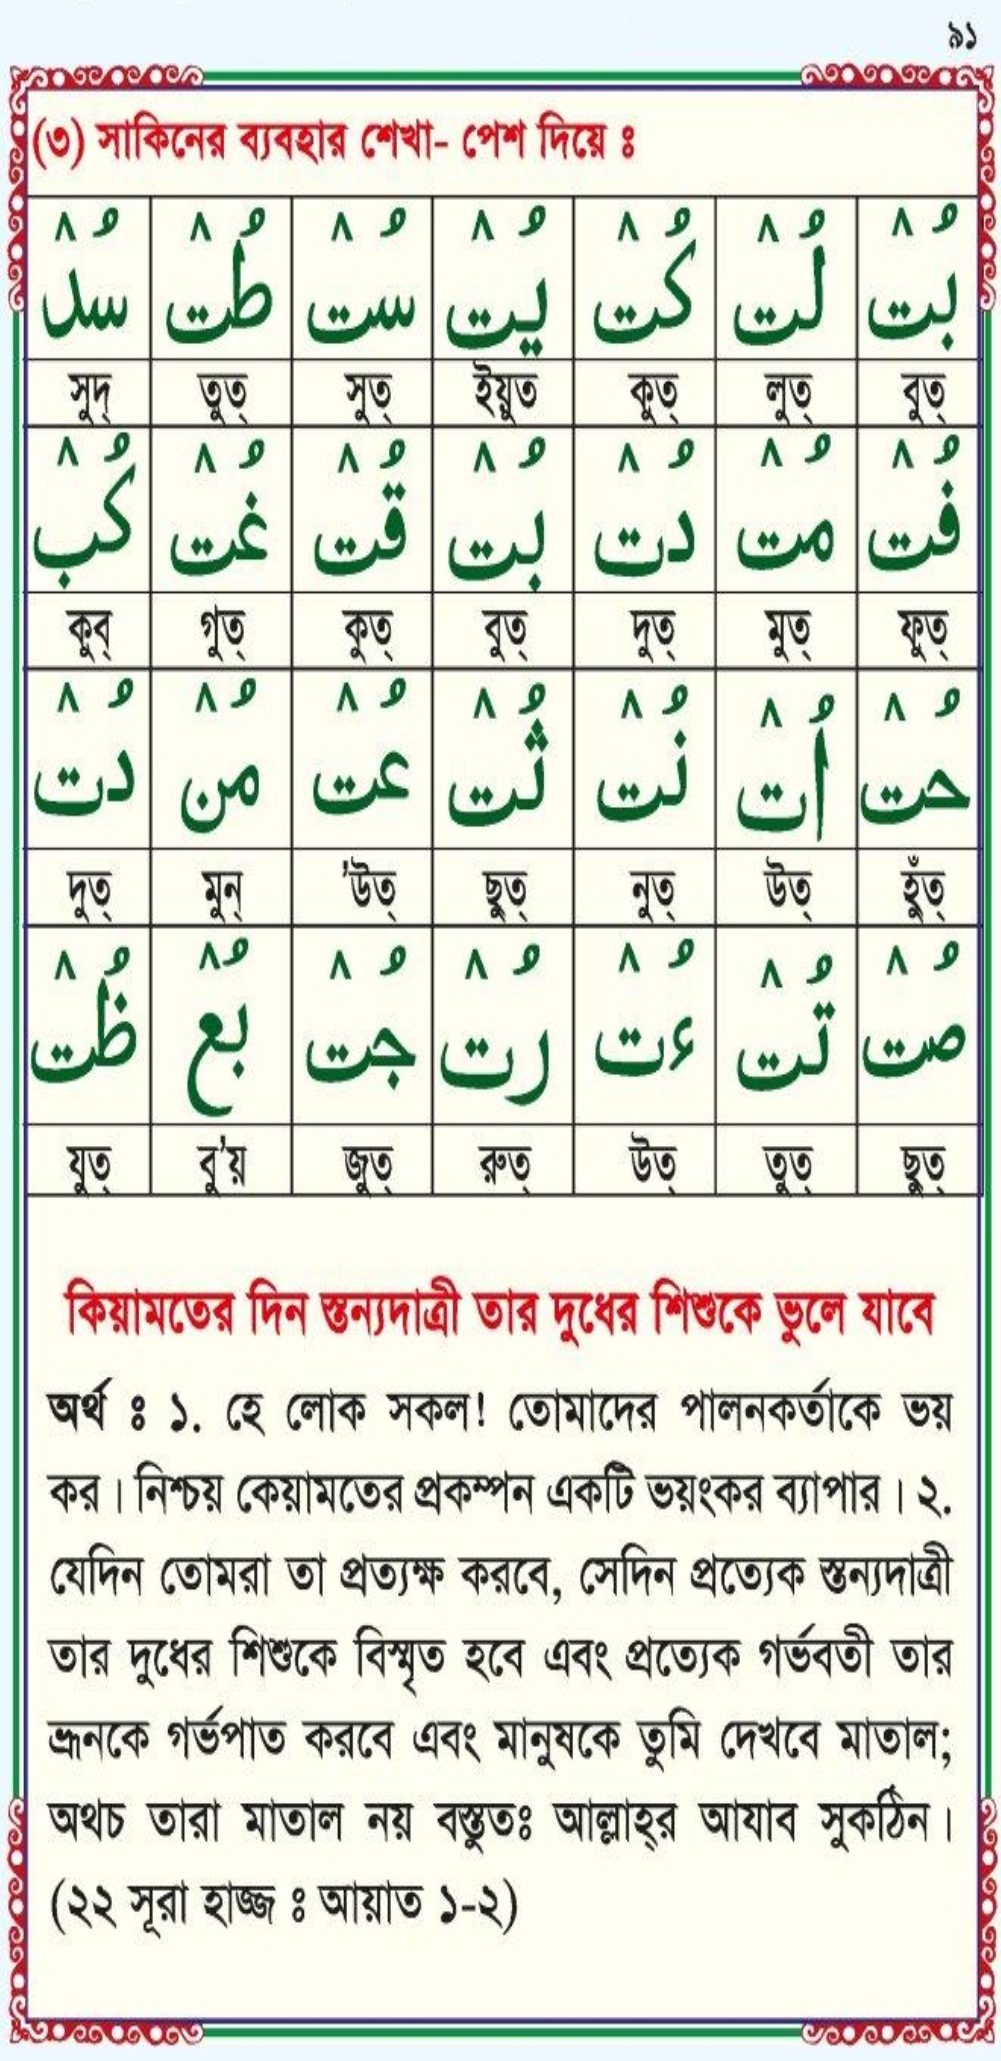 ৯১
(৩) সাকিনের ব্যবহার শেখা- পেশ দিয়ে ঃ
بُتْ لُتْ كُتْ يُتْ سُتْ طُتْ سُدْ
বুত্ লুত্ কুত্ ইয়ুত সুত্ তুত্ সুদ্
فُتْ مُتْ دُتْ بُتْ قُتْ غُتْ كُبْ
ফুত্ মুত্ দুত্ বুত্ কুত্ গুত্ কুব্
حُتْ اُتْ نُتْ ثُتْ عُتْ مُنْ دُتْ
হুঁত্ উত্ নুত্ ছুত্ ’উত্ মুন্ দুত্
صُتْ تُتْ ءُتْ رُتْ جُتْ بُعْ ظُتْ
ছুত্ তুত্ উত্ রুত্ জুত্ বু’য় যুত্
কিয়ামতের দিন স্তন্যদাত্রী তার দুধের শিশুকে ভুলে যাবে
অর্থ ঃ ১. হে লোক সকল! তোমাদের পালনকর্তাকে ভয়
কর। নিশ্চয় কেয়ামতের প্রকম্পন একটি ভয়ংকর ব্যাপার। ২.
যেদিন তোমরা তা প্রত্যক্ষ করবে, সেদিন প্রত্যেক স্তন্যদাত্রী
তার দুধের শিশুকে বিস্মৃত হবে এবং প্রত্যেক গর্ভবতী তার
ভ্রূনকে গর্ভপাত করবে এবং মানুষকে তুমি দেখবে মাতাল;
অথচ তারা মাতাল নয় বস্তুতঃ আল্লাহ্‌র আযাব সুকঠিন।
(২২ সূরা হাজ্জ ঃ আয়াত ১-২)